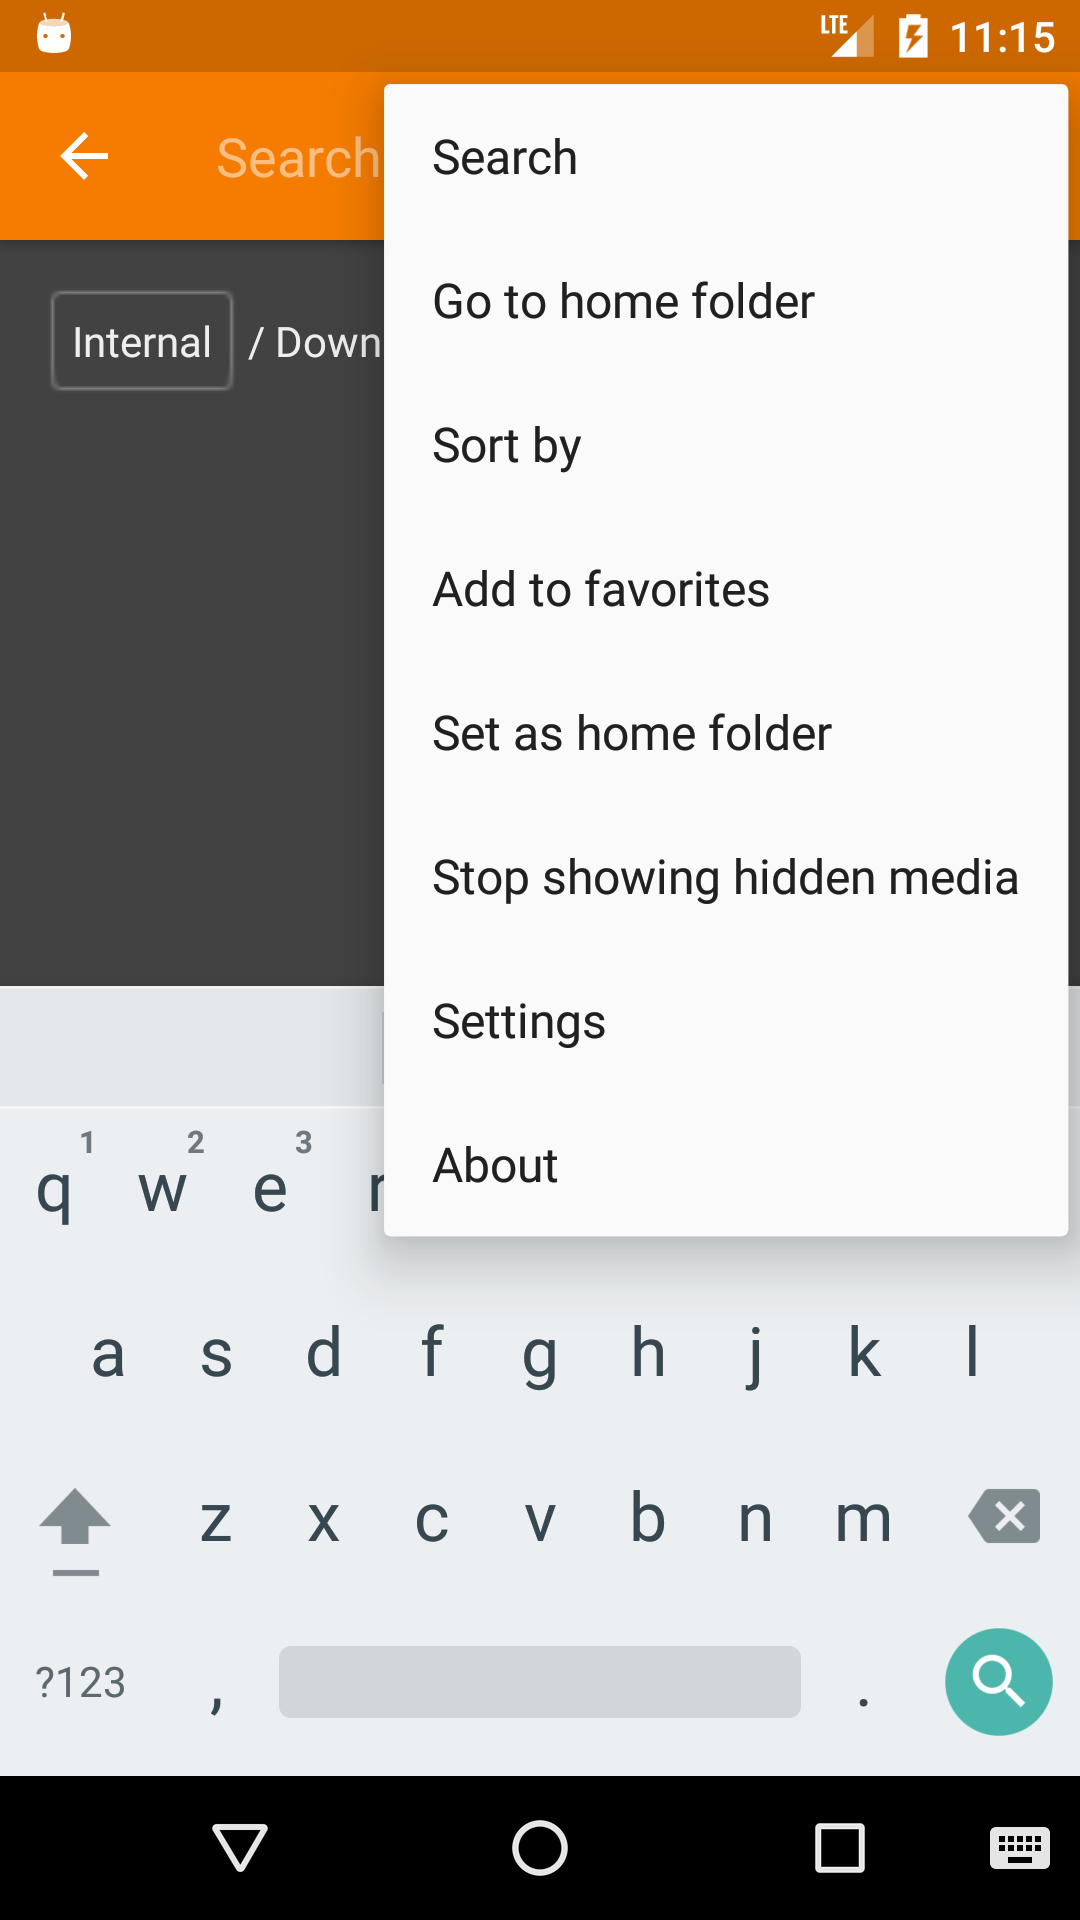 LTE 11:15
Search
Search
Go to home folder
Internal / Down
Sort by
Add to favorites
Set as home folder
Stop showing hidden media
Settings
1 2 3
q w e r
About
a s d f g h j k l
z x c v b n m
?123 , .